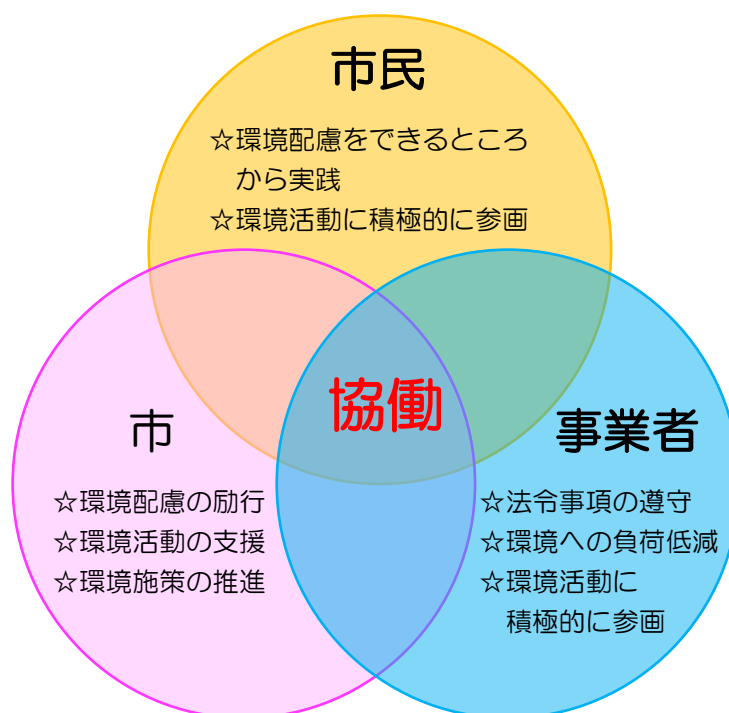 市民
☆環境配慮をできるところ
から実践
☆環境活動に積極的に参画
協働
市
☆環境配慮の励行
☆環境活動の支援
☆環境施策の推進
事業者
☆法令事項の遵守
☆環境への負荷低減
☆環境活動に
積極的に参画